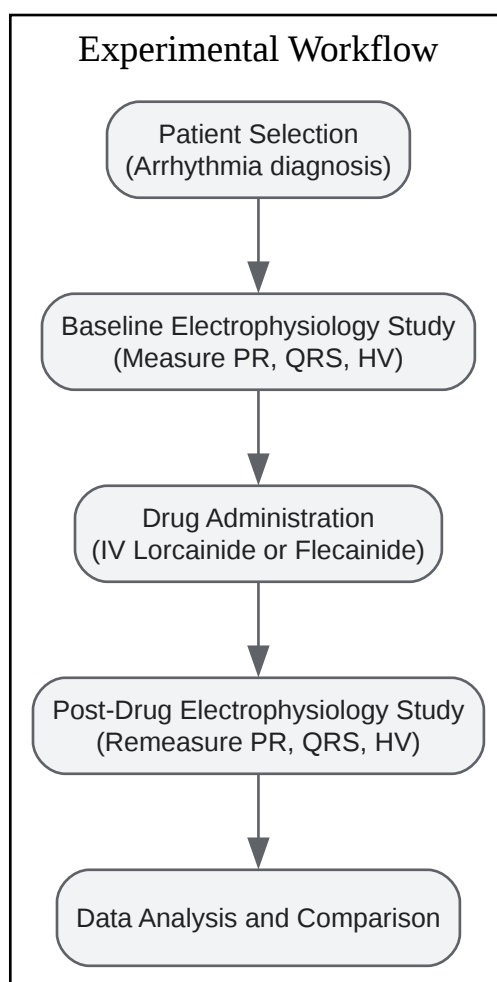 Experimental Workflow
Patient Selection
(Arrhythmia diagnosis)
Baseline Electrophysiology Study
(Measure PR, QRS, HV)
Drug Administration
(IV Lorcainide or Flecainide)
Post-Drug Electrophysiology Study
(Remeasure PR, QRS, HV)
Data Analysis and Comparison